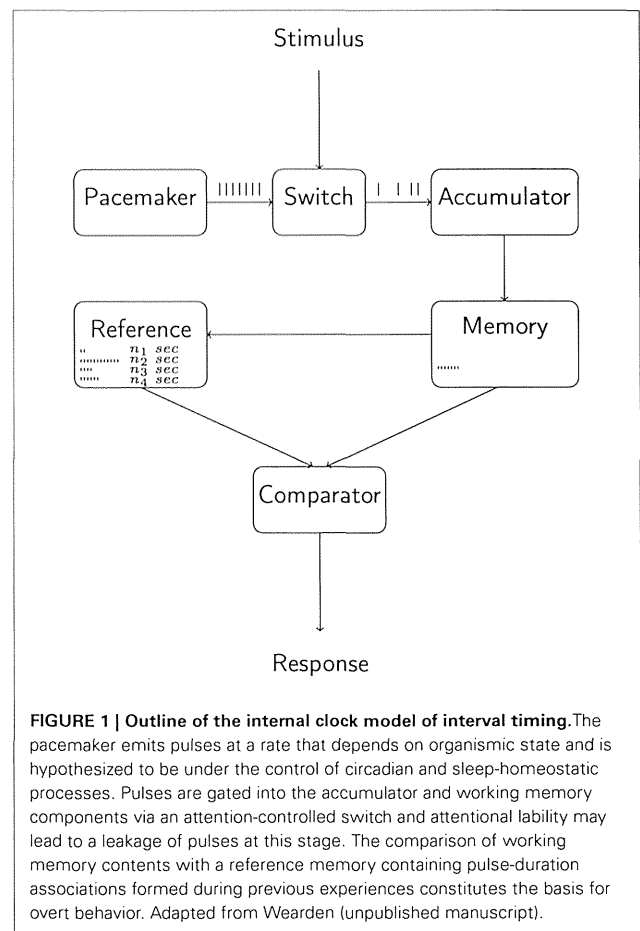 Stimulus
Pacemaker
Switch
Accumulator
Reference
n₁ sec
n₂ sec
n₃ sec
n₄ sec
Memory
Comparator
Response
FIGURE 1 | Outline of the internal clock model of interval timing.The
pacemaker emits pulses at a rate that depends on organismic state and is
hypothesized to be under the control of circadian and sleep-homeostatic
processes. Pulses are gated into the accumulator and working memory
components via an attention-controlled switch and attentional lability may
lead to a leakage of pulses at this stage. The comparison of working
memory contents with a reference memory containing pulse-duration
associations formed during previous experiences constitutes the basis for
overt behavior. Adapted from Wearden (unpublished manuscript).